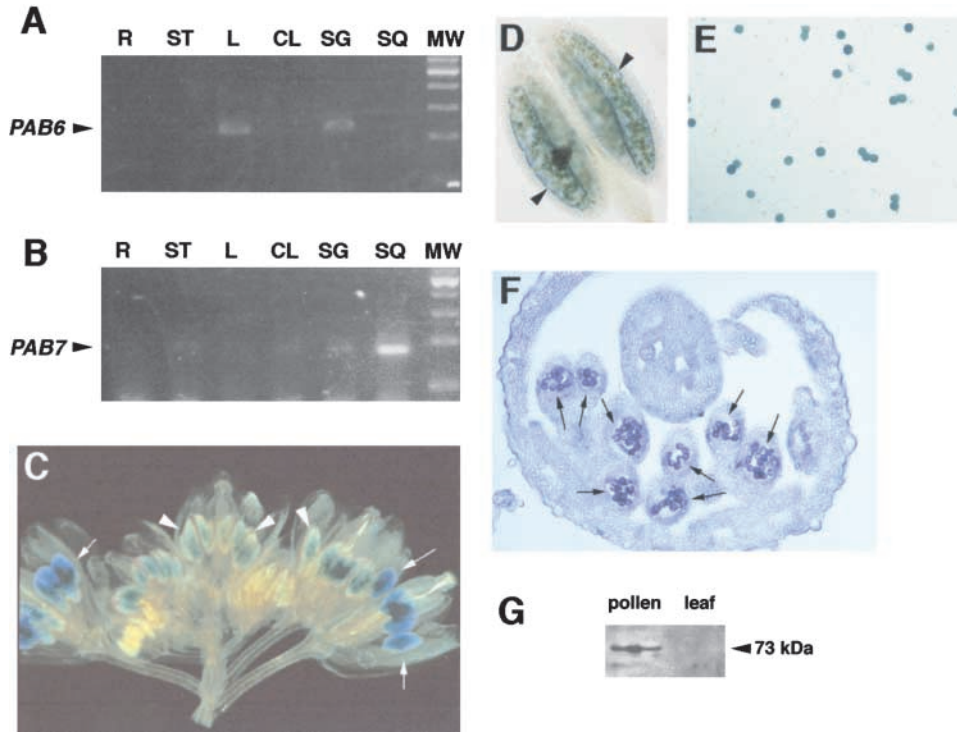 A
R ST L CL SG SQ MW
PAB6
B
R ST L CL SG SQ MW
PAB7
C
D
E
F
G
pollen leaf
73 kDa